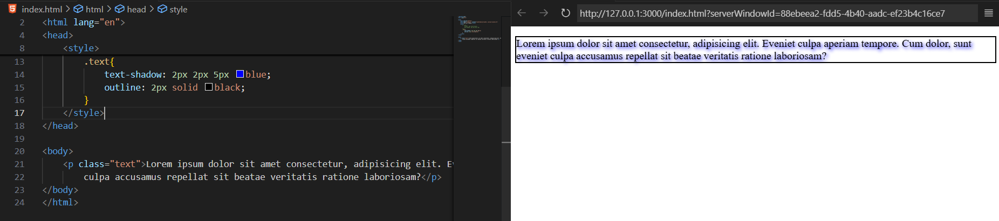 index.html > html > head > style
2 <html lang="en">
4 <head>
8 <style>
13 .text{
14 text-shadow: 2px 2px 5px blue;
15 outline: 2px solid black;
16 }
17 </style>
18 </head>
19
20 <body>
21 <p class="text">Lorem ipsum dolor sit amet consectetur, adipisicing elit. Ev
22 culpa accusamus repellat sit beatae veritatis ratione laboriosam?</p>
23 </body>
24 </html>
http://127.0.0.1:3000/index.html?serverWindowId=88ebeea2-fdd5-4b40-aadc-ef23b4c16ce7
Lorem ipsum dolor sit amet consectetur, adipisicing elit. Eveniet culpa aperiam tempore. Cum dolor, sunt
eveniet culpa accusamus repellat sit beatae veritatis ratione laboriosam?